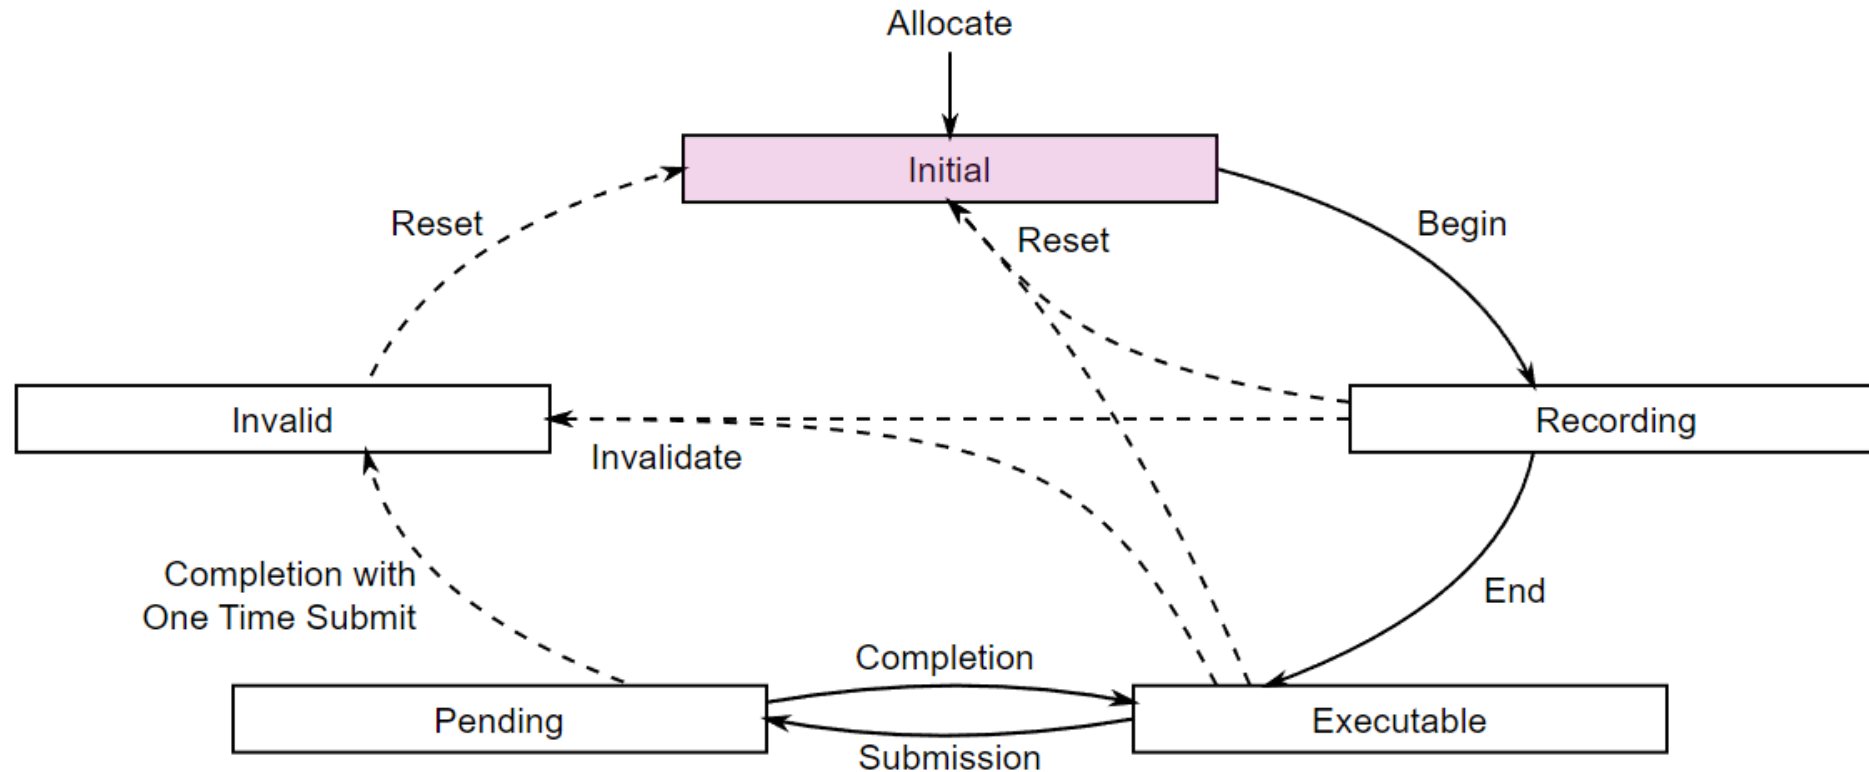 Allocate
Initial
Reset
Reset
Begin
Invalid
Recording
Invalidate
Completion with
One Time Submit
End
Completion
Pending
Executable
Submission